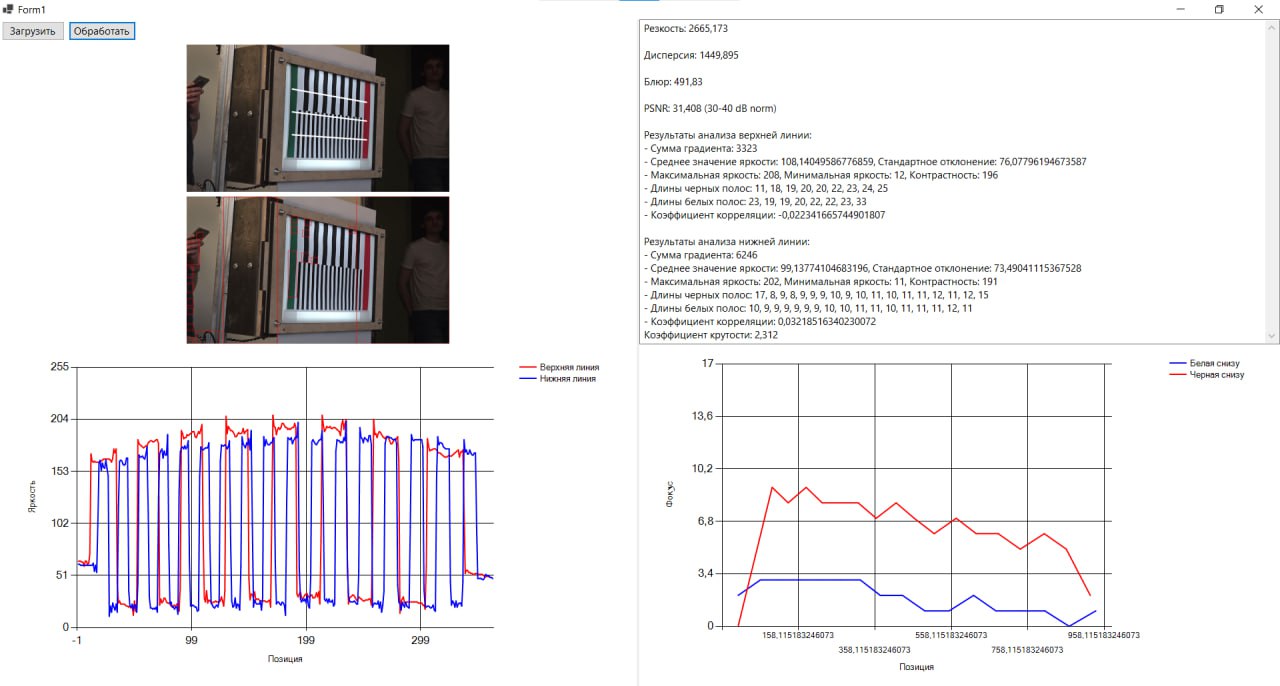 Form1
Загрузить
Обработать
Резкость: 2665,173
Дисперсия: 1449,895
Блюр: 491,83
PSNR: 31,408 (30-40 dB norm)
Результаты анализа верхней линии:
- Сумма градиента: 3323
- Среднее значение яркости: 108,14049586776859, Стандартное отклонение: 76,07796194673587
- Максимальная яркость: 208, Минимальная яркость: 12, Контрастность: 196
- Длины черных полос: 11, 18, 19, 20, 20, 22, 23, 24, 25
- Длины белых полос: 23, 19, 19, 20, 22, 22, 23, 33
- Коэффициент корреляции: -0,022341665744901807
Результаты анализа нижней линии:
- Сумма градиента: 6246
- Среднее значение яркости: 99,13774104683196, Стандартное отклонение: 73,49041115367528
- Максимальная яркость: 202, Минимальная яркость: 11, Контрастность: 191
- Длины черных полос: 17, 8, 9, 8, 9, 9, 9, 10, 9, 10, 11, 10, 11, 11, 12, 11, 12, 15
- Длины белых полос: 10, 9, 9, 9, 9, 9, 9, 10, 10, 11, 11, 10, 11, 11, 11, 12, 11
- Коэффициент корреляции: 0,03218516340230072
Коэффициент крутости: 2,312
255
204
153
102
51
0
-1
99
199
299
Яркость
Позиция
Верхняя линия
Нижняя линия
17
13,6
10,2
6,8
3,4
0
Фокус
158,115183246073
358,115183246073
558,115183246073
758,115183246073
958,115183246073
Позиция
Белая снизу
Черная снизу